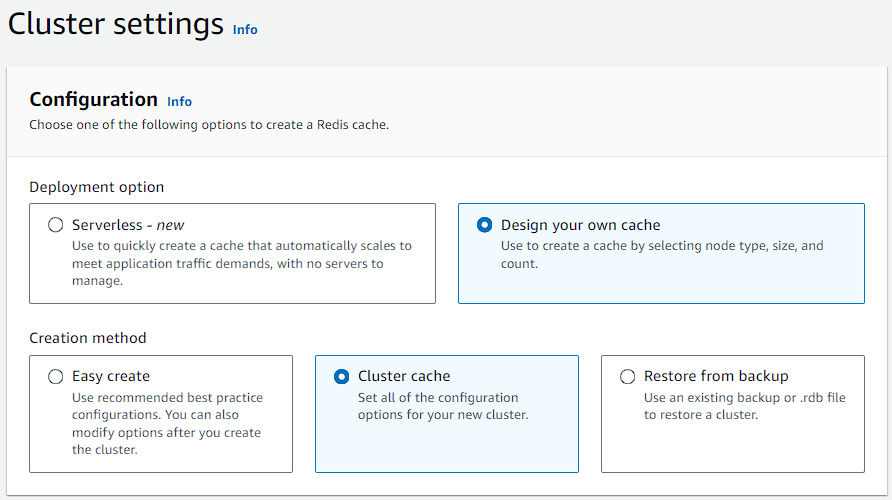 Cluster settings Info
Configuration Info
Choose one of the following options to create a Redis cache.
Deployment option
Serverless - new
Use to quickly create a cache that automatically scales to
meet application traffic demands, with no servers to
manage.
Design your own cache
Use to create a cache by selecting node type, size, and
count.
Creation method
Easy create
Use recommended best practice
configurations. You can also
modify options after you create
the cluster.
Cluster cache
Set all of the configuration
options for your new cluster.
Restore from backup
Use an existing backup or .rdb file
to restore a cluster.